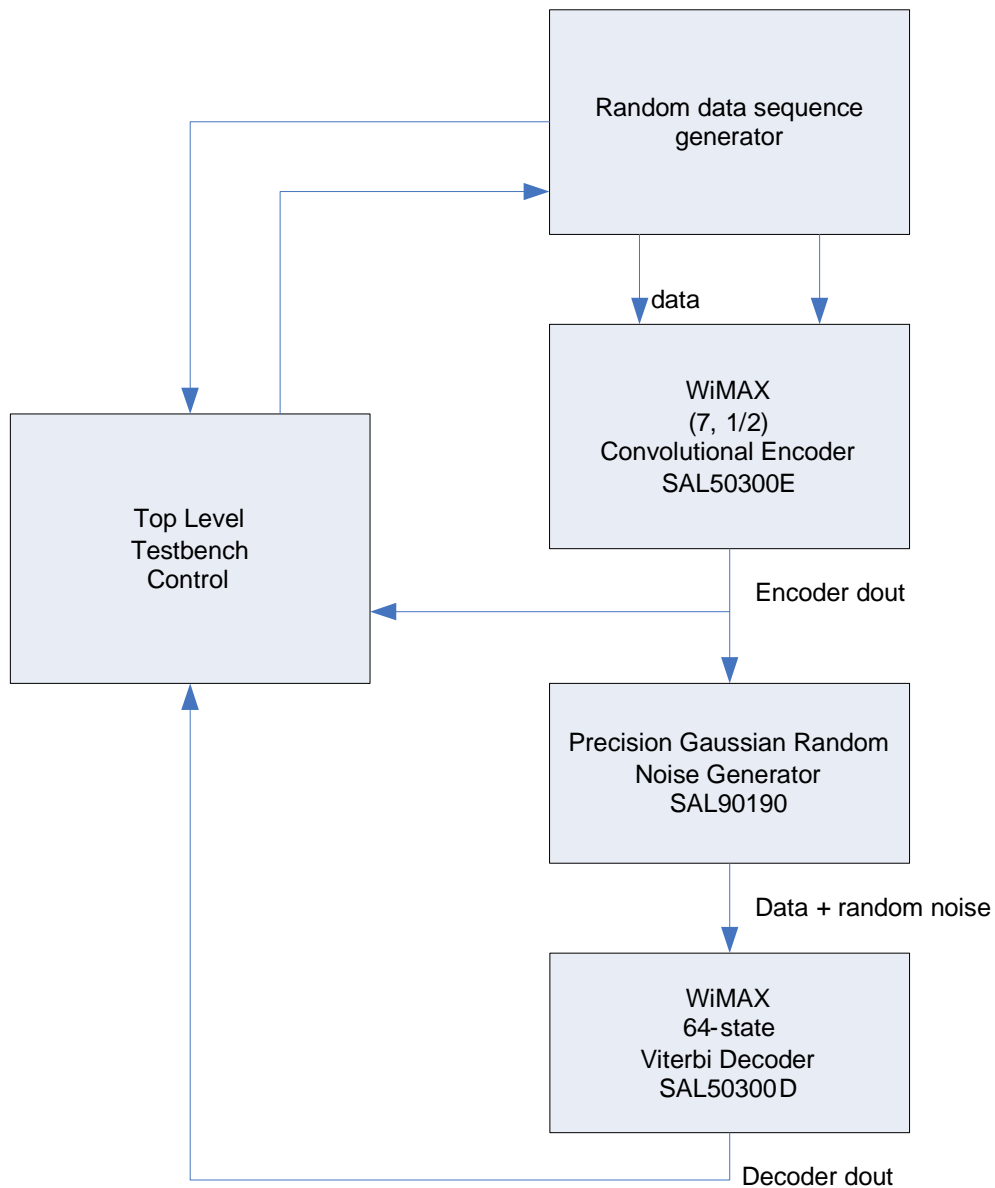 Random data sequence
generator
data
WiMAX
(7, 1/2)
Convolutional Encoder
SAL50300E
Top Level
Testbench
Control
Encoder dout
Precision Gaussian Random
Noise Generator
SAL90190
Data + random noise
WiMAX
64-state
Viterbi Decoder
SAL50300D
Decoder dout